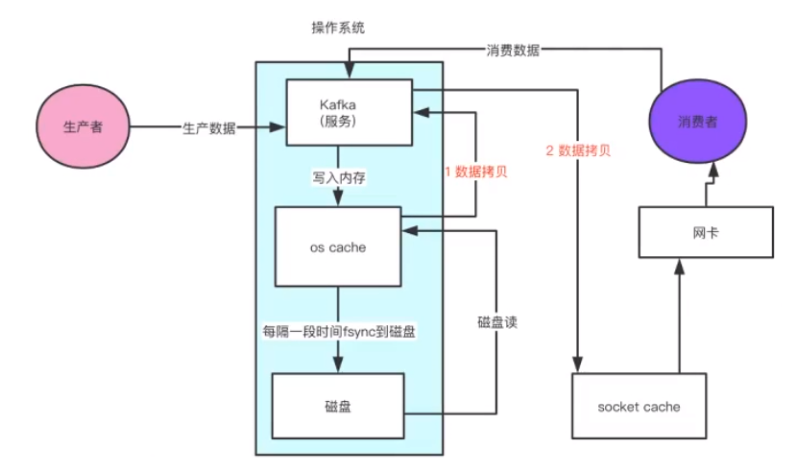 操作系统
消费数据
Kafka
（服务）
生产者
生产数据
消费者
1 数据拷贝
2 数据拷贝
写入内存
网卡
os cache
磁盘读
每隔一段时间fsync到磁盘
磁盘
socket cache